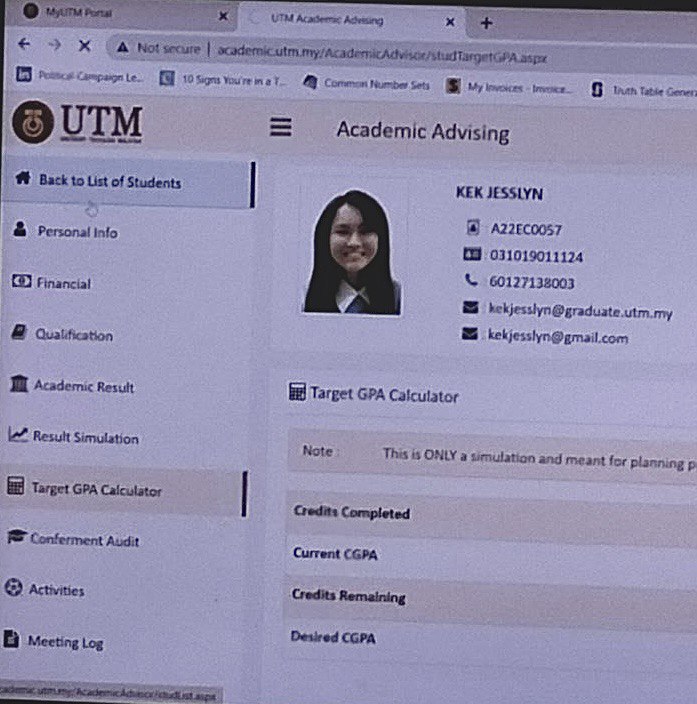 MyUTM Portal
UTM Academic Advising
Not secure | academic.utm.my/AcademicAdvisor/studTargetGPA.aspx
Political Campaign Le...
10 Signs You're in a T...
Common Number Sets
My Invoices - Invoice...
Truth Table Genera
UTM
Academic Advising
Back to List of Students
Personal Info
Financial
Qualification
Academic Result
Result Simulation
Target GPA Calculator
Conferment Audit
Activities
Meeting Log
KEK JESSLYN
A22EC0057
: 031019011124
: 60127138003
: kekjesslyn@graduate.utm.my
: kekjesslyn@gmail.com
Target GPA Calculator
Note : This is ONLY a simulation and meant for planning p
Credits Completed
Current CGPA
Credits Remaining
Desired CGPA
academic.utm.my/AcademicAdvisor/studList.aspx